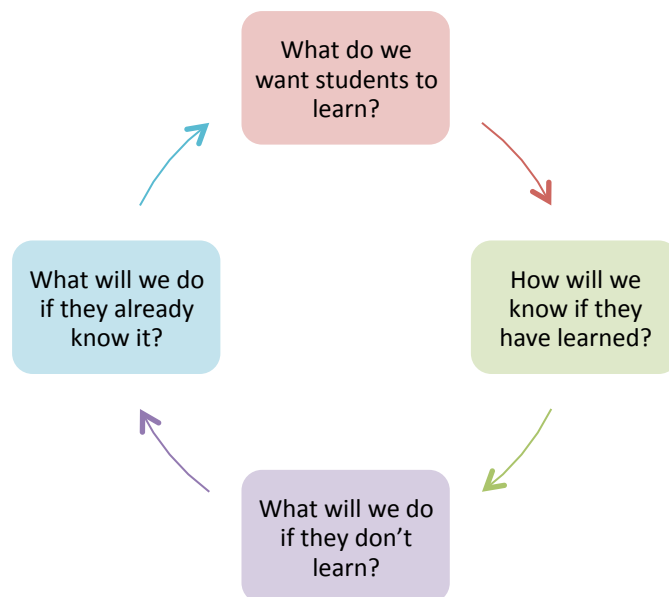 What do we
want students to
learn?
How will we
know if they
have learned?
What will we do
if they don’t
learn?
What will we do
if they already
know it?